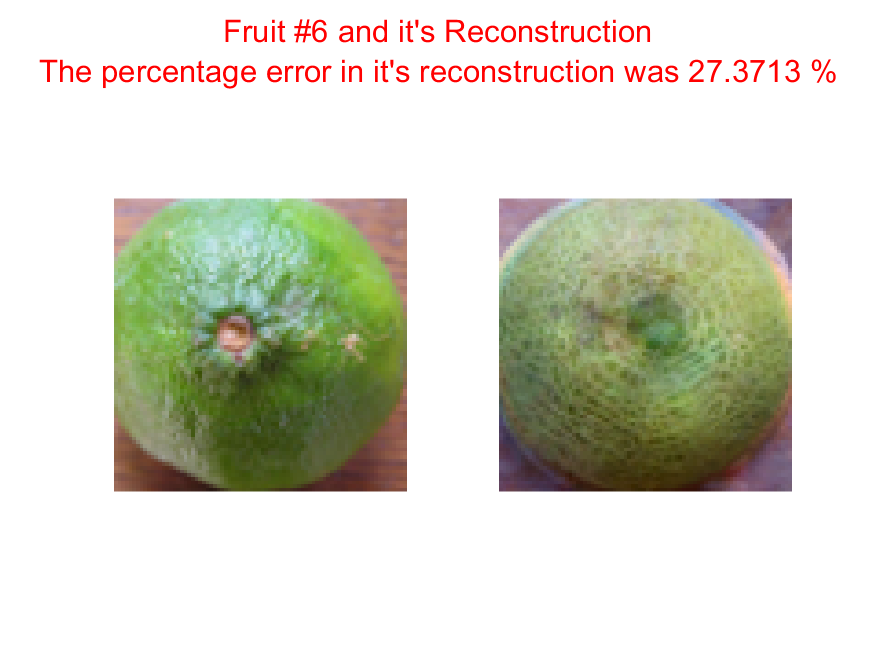 Fruit #6 and it's Reconstruction
The percentage error in it's reconstruction was 27.3713 %